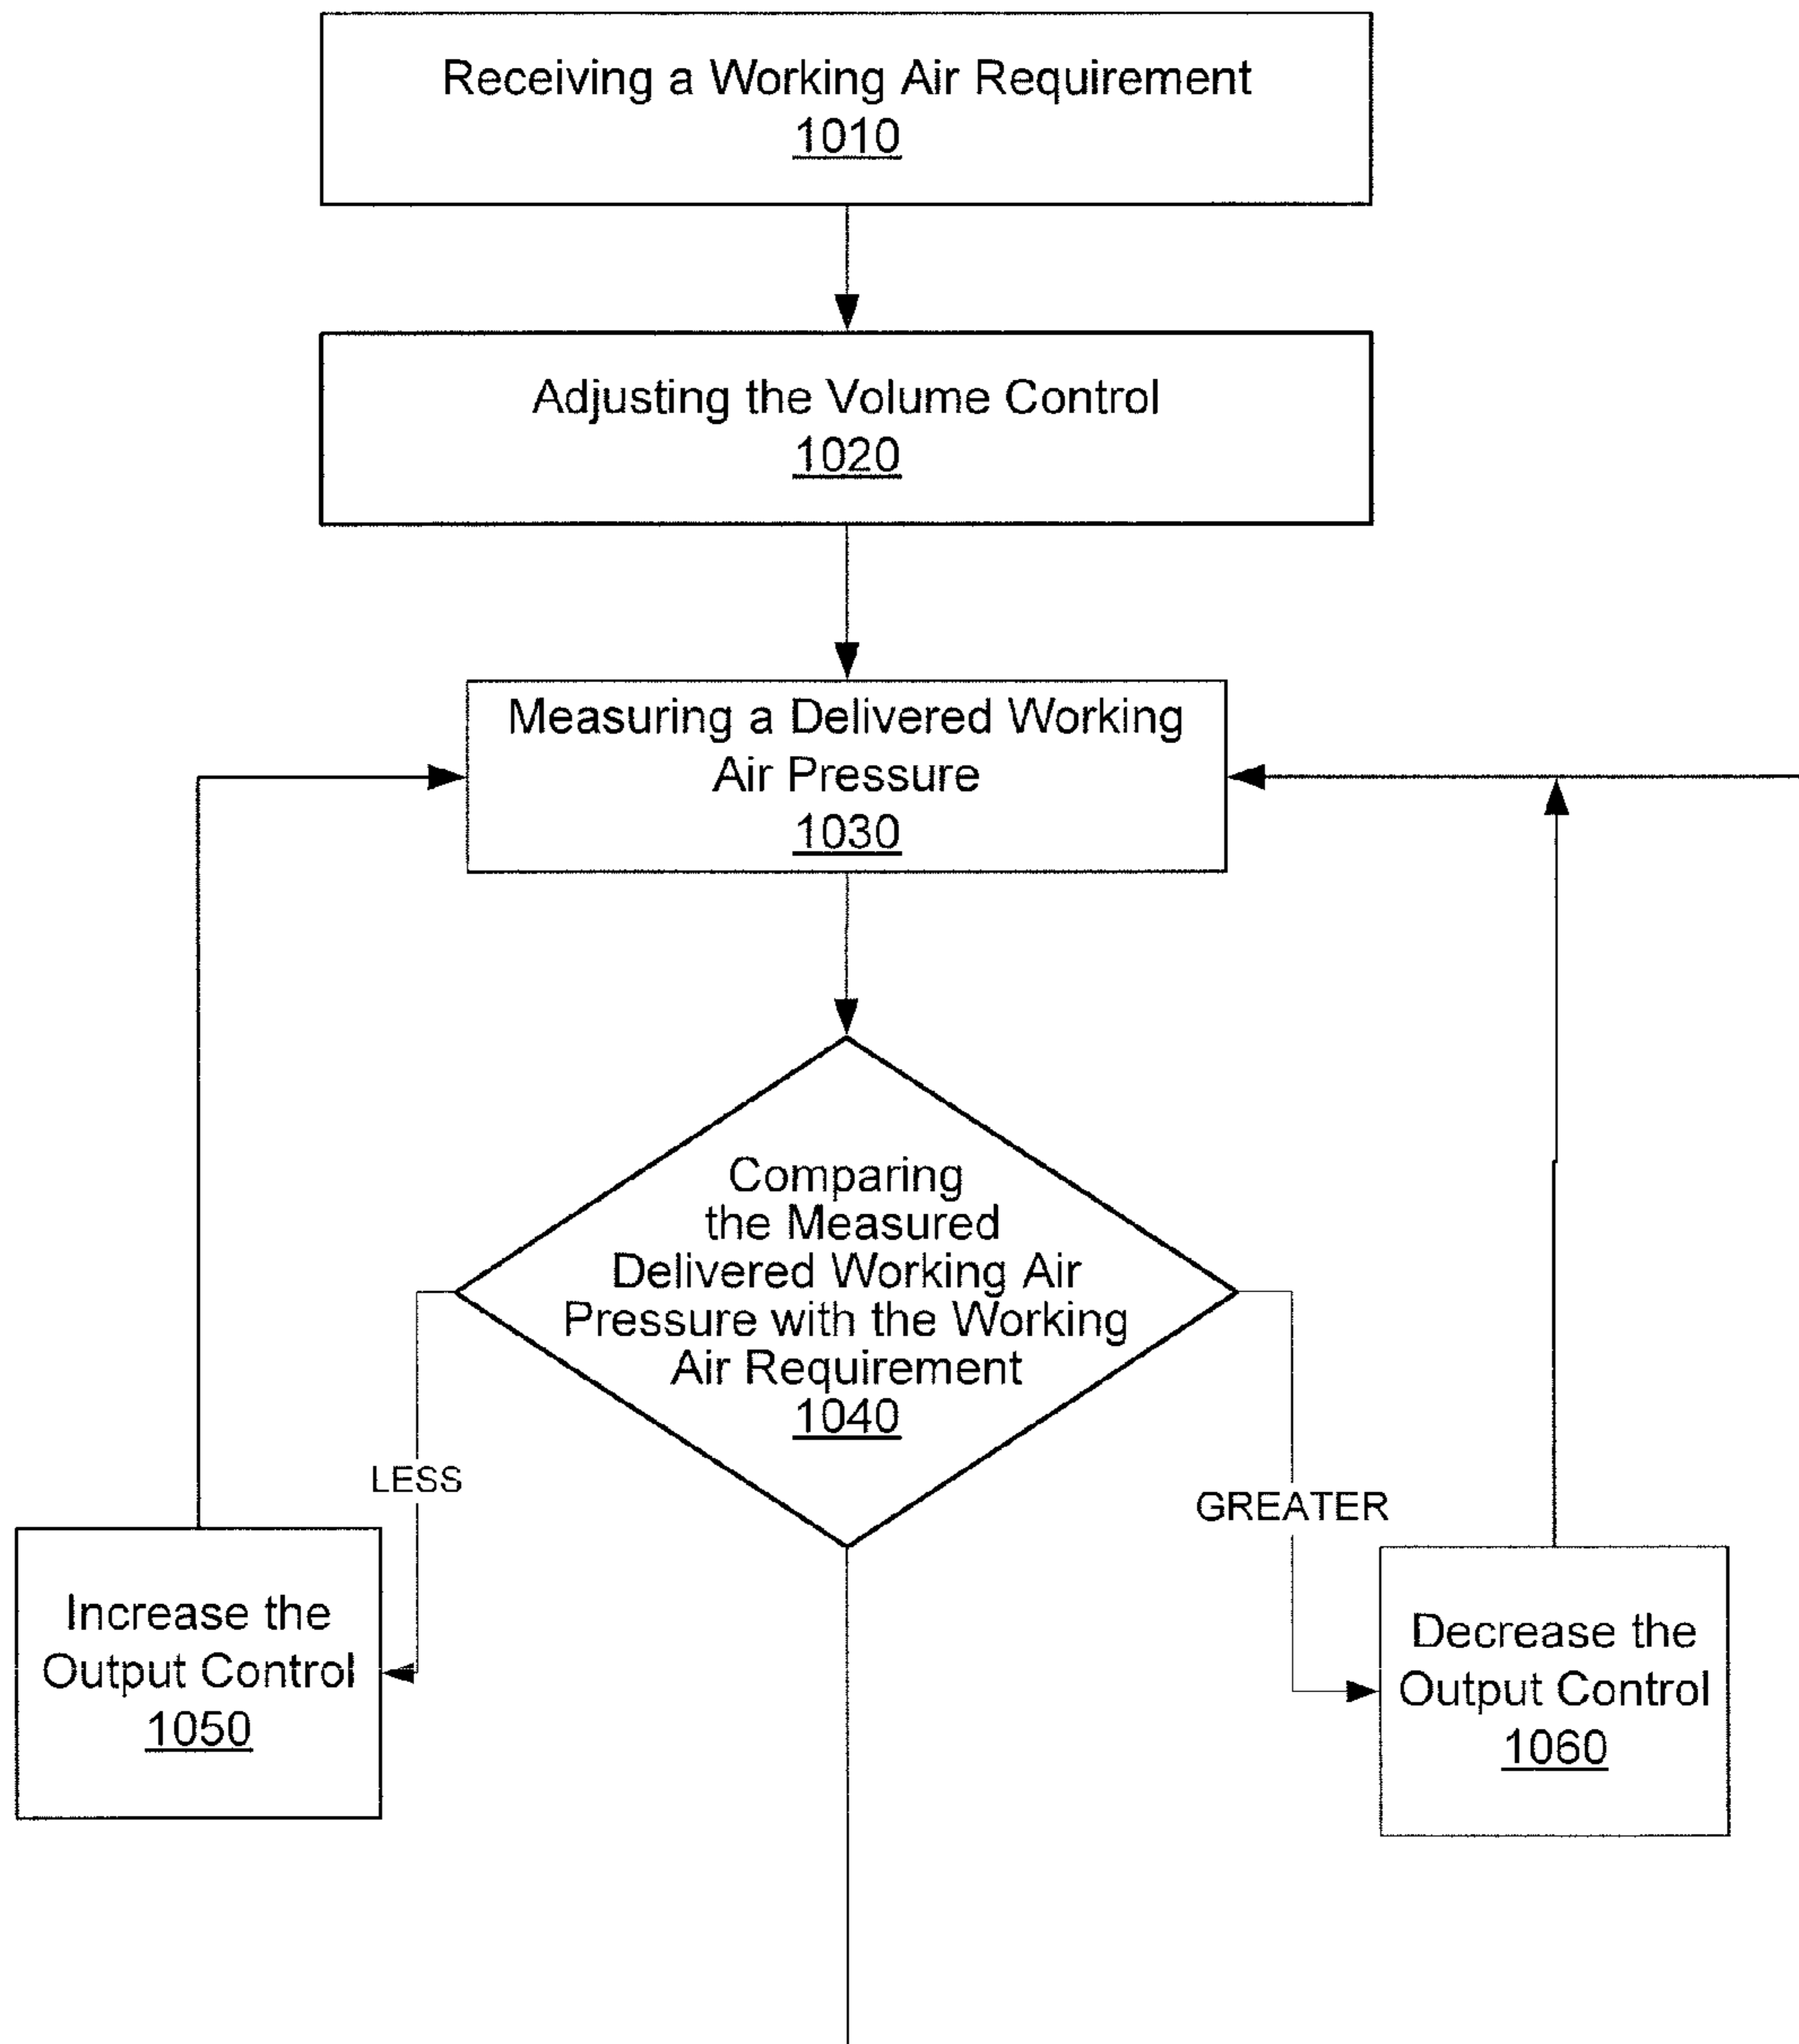 Receiving a Working Air Requirement
1010
Adjusting the Volume Control
1020
Measuring a Delivered Working
Air Pressure
1030
Comparing
the Measured
Delivered Working Air
Pressure with the Working
Air Requirement
1040
LESS
GREATER
Increase the
Output Control
1050
Decrease the
Output Control
1060